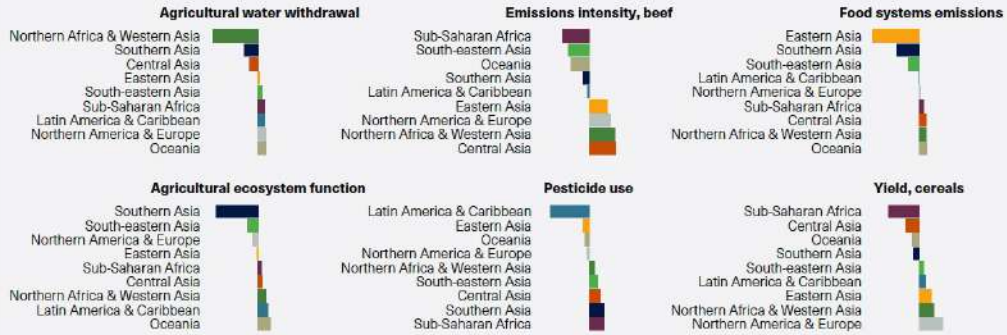 Agricultural water withdrawal
Northern Africa & Western Asia
Southern Asia
Central Asia
Eastern Asia
South-eastern Asia
Sub-Saharan Africa
Latin America & Caribbean
Northern America & Europe
Oceania
Emissions intensity, beef
Sub-Saharan Africa
South-eastern Asia
Oceania
Southern Asia
Latin America & Caribbean
Eastern Asia
Northern America & Europe
Northern Africa & Western Asia
Central Asia
Food systems emissions
Eastern Asia
Southern Asia
South-eastern Asia
Latin America & Caribbean
Northern America & Europe
Sub-Saharan Africa
Central Asia
Northern Africa & Western Asia
Oceania
Agricultural ecosystem function
Southern Asia
South-eastern Asia
Northern America & Europe
Eastern Asia
Sub-Saharan Africa
Central Asia
Northern Africa & Western Asia
Latin America & Caribbean
Oceania
Pesticide use
Latin America & Caribbean
Eastern Asia
Oceania
Northern America & Europe
Northern Africa & Western Asia
South-eastern Asia
Central Asia
Southern Asia
Sub-Saharan Africa
Yield, cereals
Sub-Saharan Africa
Central Asia
Oceania
Southern Asia
South-eastern Asia
Latin America & Caribbean
Eastern Asia
Northern Africa & Western Asia
Northern America & Europe